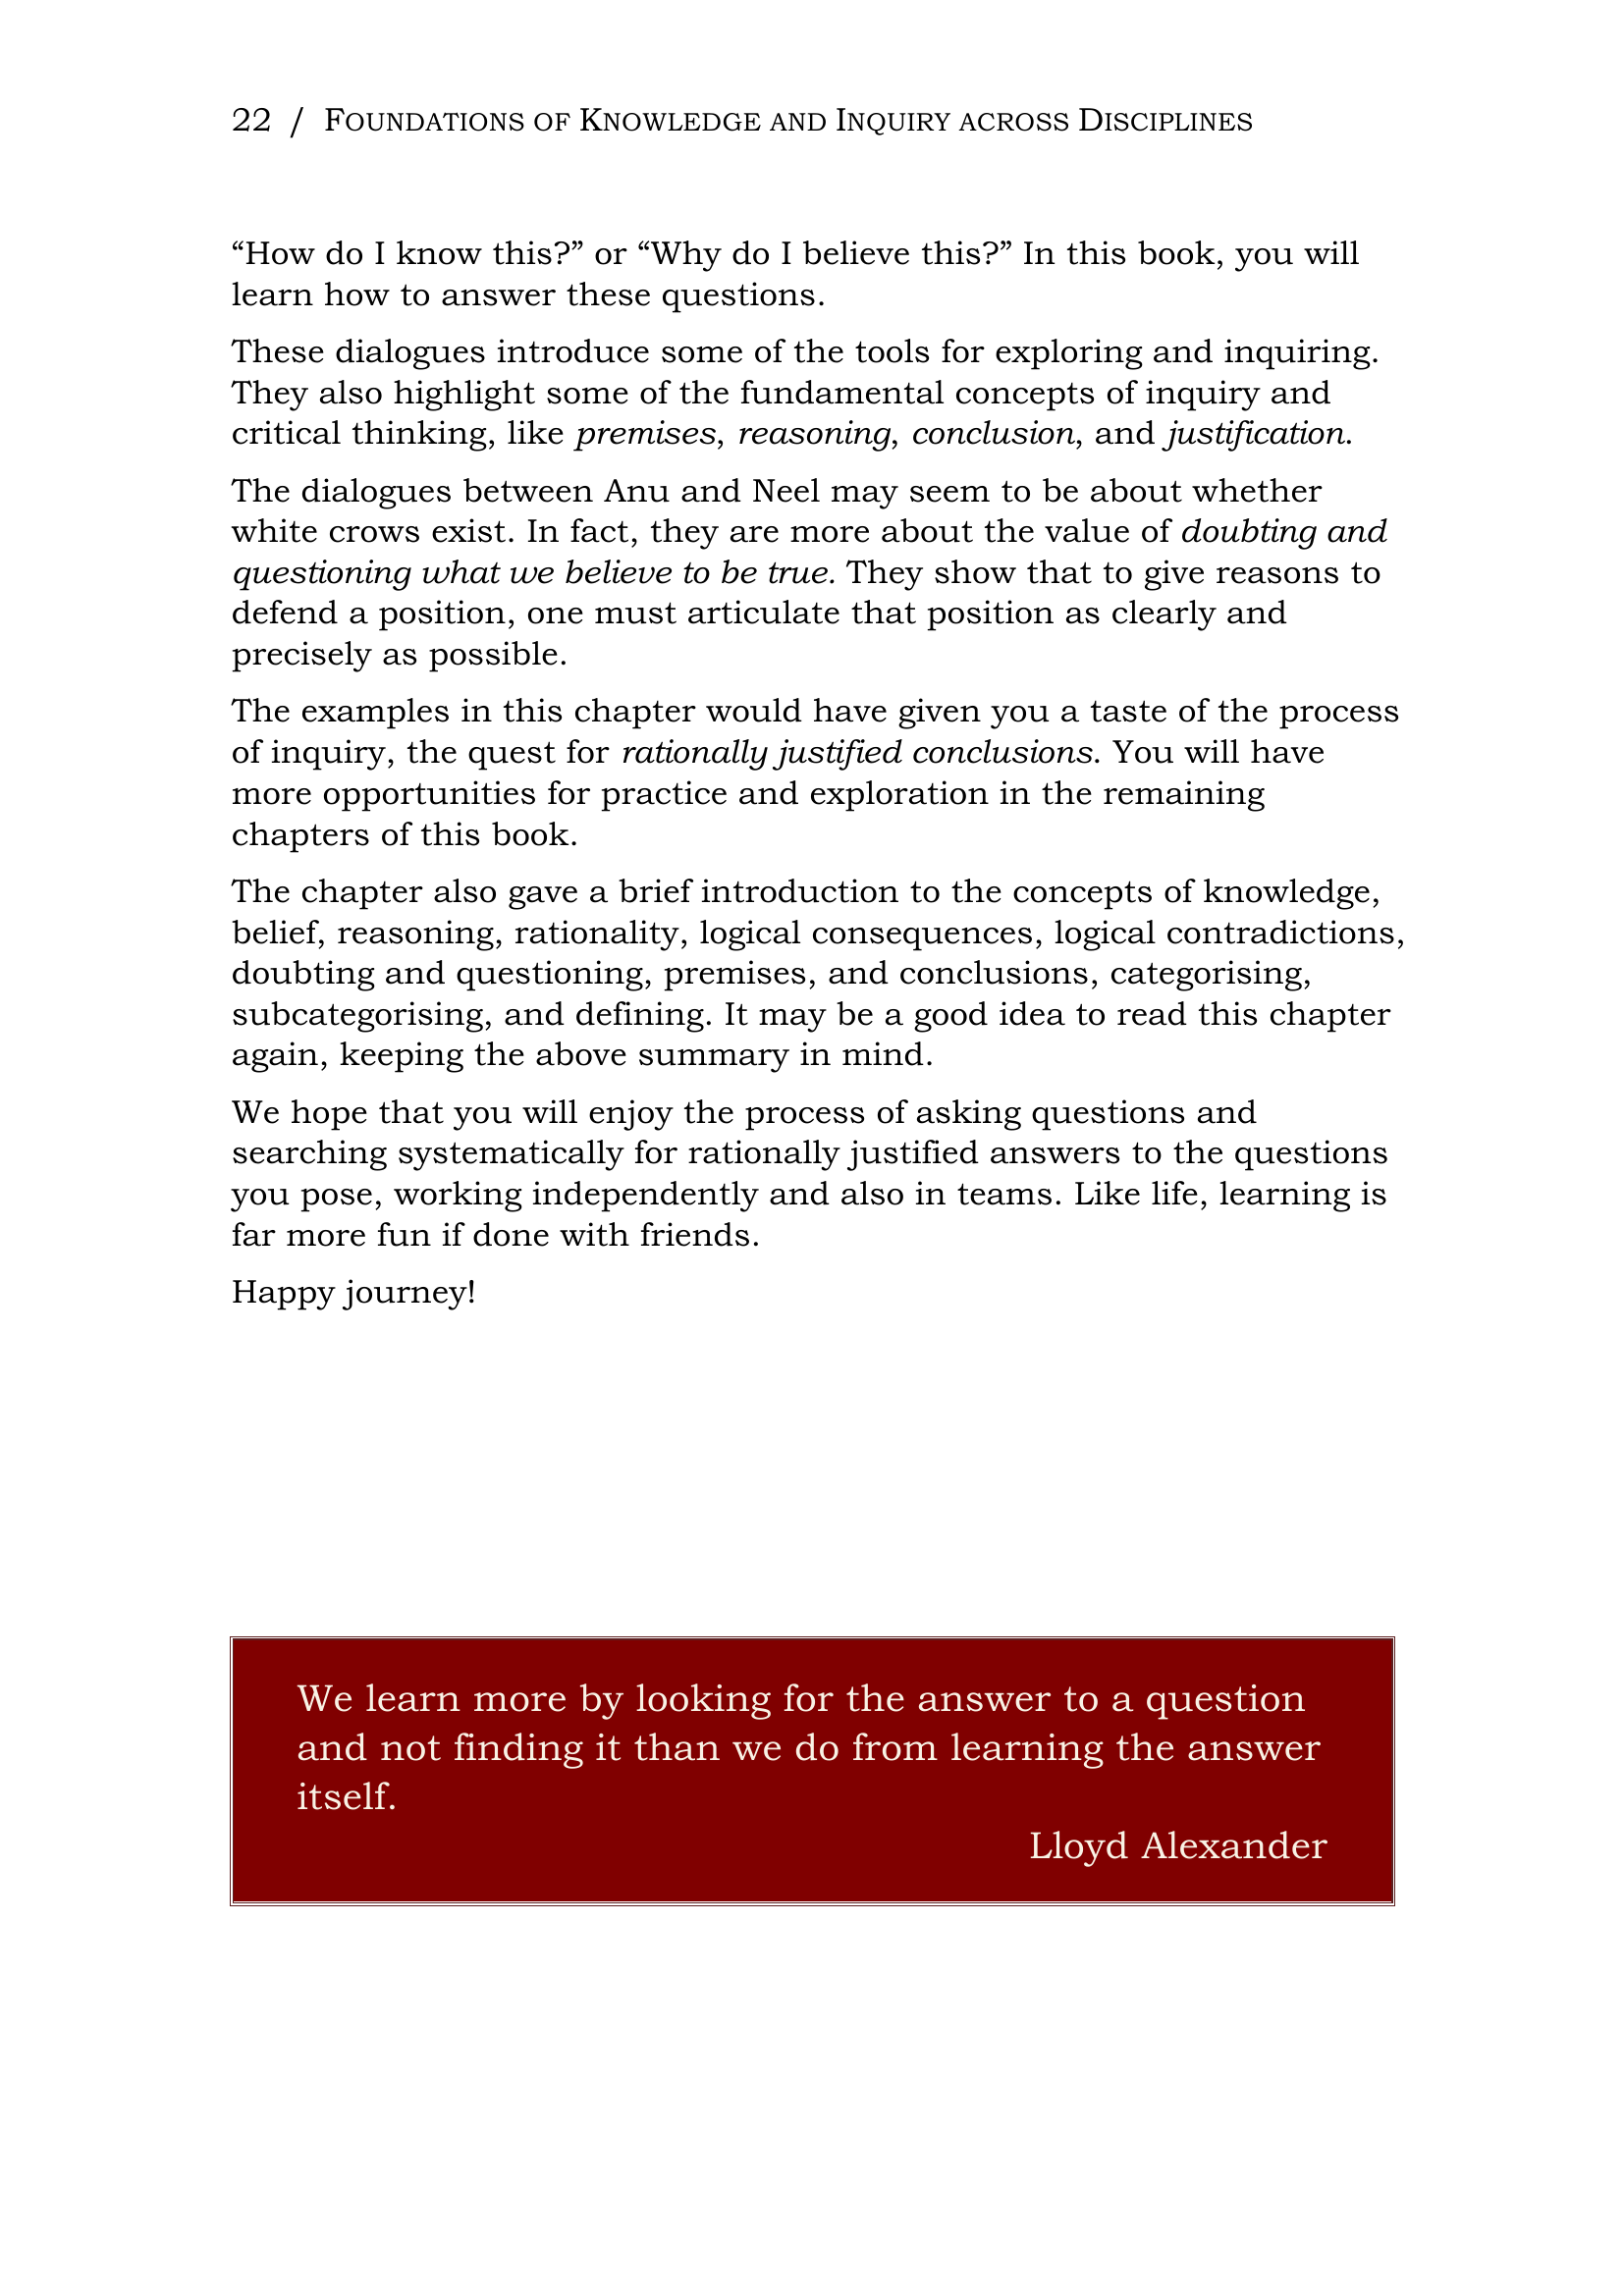 22 / FOUNDATIONS OF KNOWLEDGE AND INQUIRY ACROSS DISCIPLINES
“How do I know this?” or “Why do I believe this?” In this book, you will
learn how to answer these questions.
These dialogues introduce some of the tools for exploring and inquiring.
They also highlight some of the fundamental concepts of inquiry and
critical thinking, like premises, reasoning, conclusion, and justification.
The dialogues between Anu and Neel may seem to be about whether
white crows exist. In fact, they are more about the value of doubting and
questioning what we believe to be true. They show that to give reasons to
defend a position, one must articulate that position as clearly and
precisely as possible.
The examples in this chapter would have given you a taste of the process
of inquiry, the quest for rationally justified conclusions. You will have
more opportunities for practice and exploration in the remaining
chapters of this book.
The chapter also gave a brief introduction to the concepts of knowledge,
belief, reasoning, rationality, logical consequences, logical contradictions,
doubting and questioning, premises, and conclusions, categorising,
subcategorising, and defining. It may be a good idea to read this chapter
again, keeping the above summary in mind.
We hope that you will enjoy the process of asking questions and
searching systematically for rationally justified answers to the questions
you pose, working independently and also in teams. Like life, learning is
far more fun if done with friends.
Happy journey!
We learn more by looking for the answer to a question
and not finding it than we do from learning the answer
itself.
Lloyd Alexander